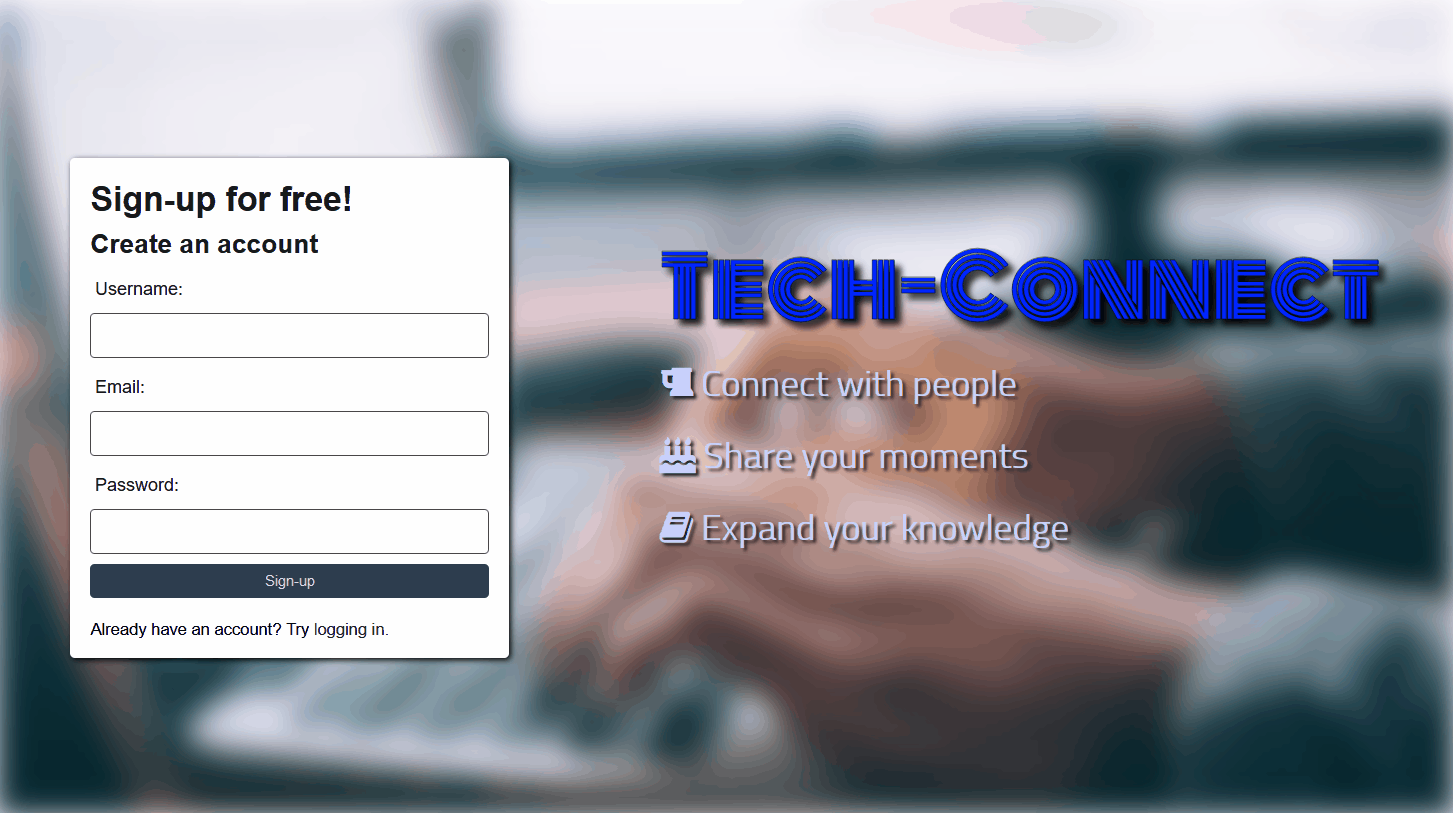 Sign-up for free!
Create an account
Username:
Email:
Password:
Sign-up
Already have an account? Try logging in.
Tech-Connect
Connect with people
Share your moments
Expand your knowledge